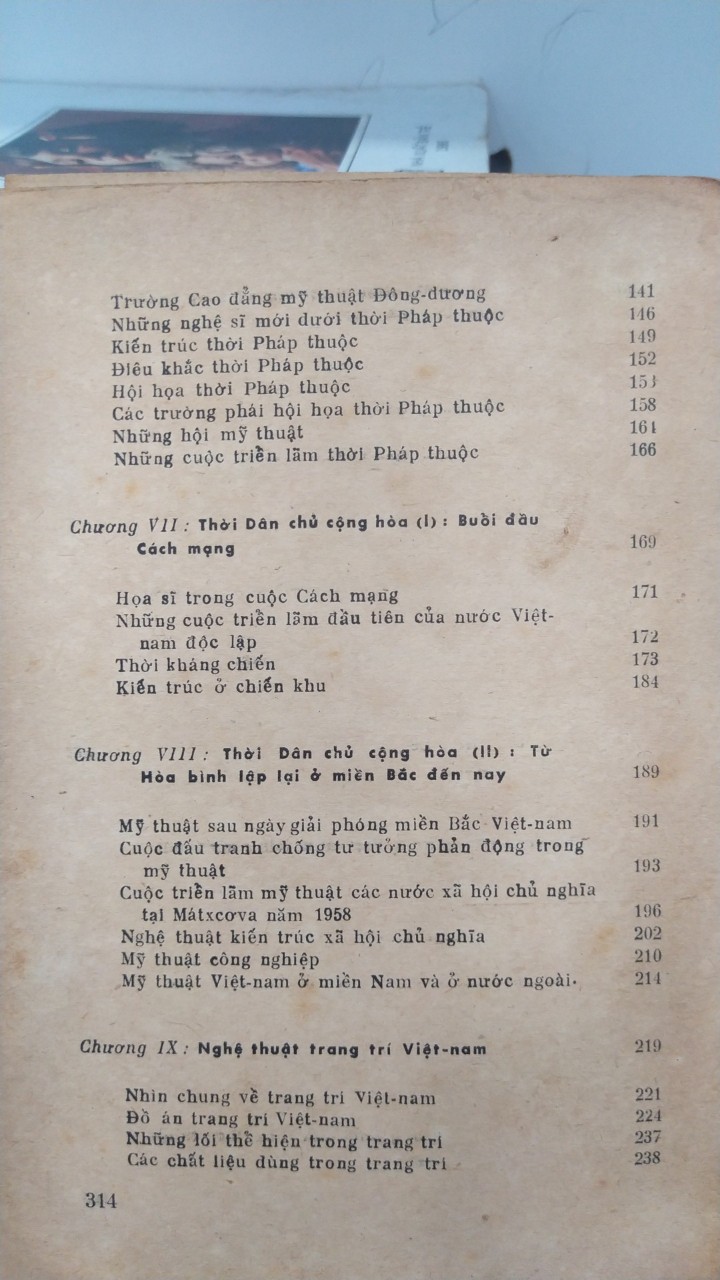 Trường Cao đẳng mỹ thuật Đông-dương 141
Những nghệ sĩ mới dưới thời Pháp thuộc 146
Kiến trúc thời Pháp thuộc 149
Điêu khắc thời Pháp thuộc 152
Hội họa thời Pháp thuộc
Các trường phái hội họa thời Pháp thuộc 158
Những hội mỹ thuật 164
Những cuộc triển lãm thời Pháp thuộc 166
Chương VII : Thời Dân chủ cộng hòa (I) : Buổi đầu
Cách mạng 169
Họa sĩ trong cuộc Cách mạng 171
Những cuộc triển lãm đầu tiên của nước Việt-
nam độc lập 172
Thời kháng chiến 173
Kiến trúc ở chiến khu 184
Chương VIII : Thời Dân chủ cộng hòa (II) : Từ
Hòa bình lập lại ở miền Bắc đến nay 189
Mỹ thuật sau ngày giải phóng miền Bắc Việt-nam 191
Cuộc đấu tranh chống tư tưởng phản động trong
mỹ thuật 193
Cuộc triển lãm mỹ thuật các nước xã hội chủ nghĩa
tại Mátxcơva năm 1958 196
Nghệ thuật kiến trúc xã hội chủ nghĩa 202
Mỹ thuật công nghiệp 210
Mỹ thuật Việt-nam ở miền Nam và ở nước ngoài. 214
Chương IX : Nghệ thuật trang trí Việt-nam 219
Nhìn chung về trang trí Việt-nam 221
Đồ án trang trí Việt-nam 224
Những lối thể hiện trong trang trí 237
Các chất liệu dùng trong trang trí 238
314